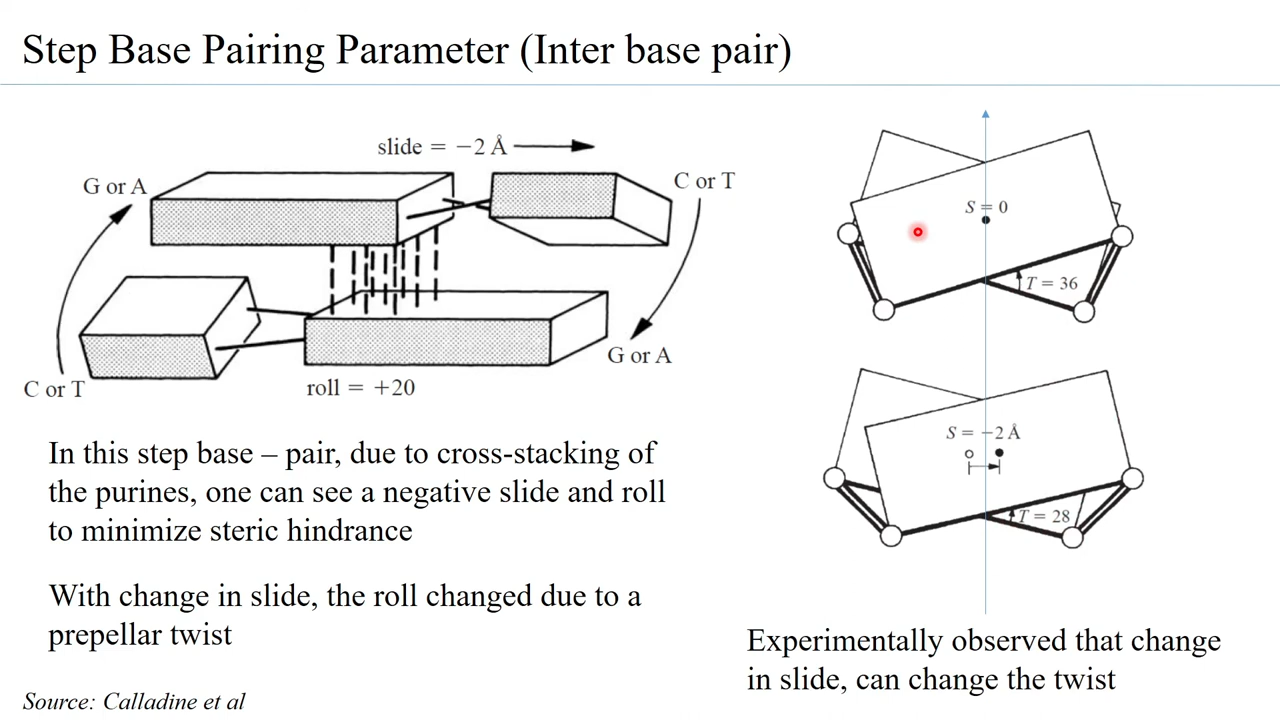 Step Base Pairing Parameter (Inter base pair)
slide = −2 Å
G or A
C or T
G or A
C or T
roll = +20
S = 0
T = 36
S = −2 Å
T = 28
In this step base – pair, due to cross-stacking of
the purines, one can see a negative slide and roll
to minimize steric hindrance
With change in slide, the roll changed due to a
prepellar twist
Experimentally observed that change
in slide, can change the twist
Source: Calladine et al